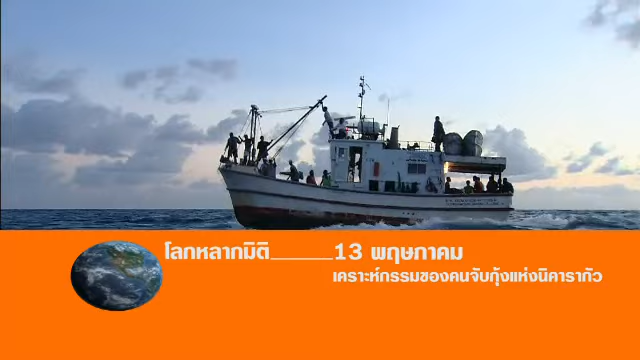 โลกหลากมิติ_____13 พฤษภาคม
เคราะห์กรรมของคนจับกุ้งแห่งนิคารากัว